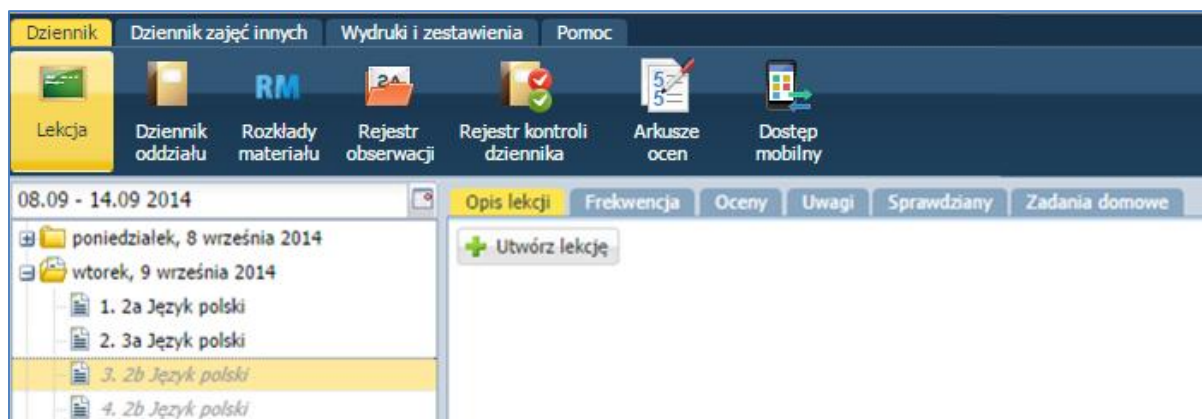 Dziennik Dziennik zajęć innych Wydruki i zestawienia Pomoc
RM 2A 5 5
Lekcja Dziennik oddziału Rozkłady materiału Rejestr obserwacji Rejestr kontroli dziennika Arkusze ocen Dostęp mobilny
08.09 - 14.09 2014
Opis lekcji Frekwencja Oceny Uwagi Sprawdziany Zadania domowe
poniedziałek, 8 września 2014
Utwórz lekcję
wtorek, 9 września 2014
1. 2a Język polski
2. 3a Język polski
3. 2b Język polski
4. 2b Język polski